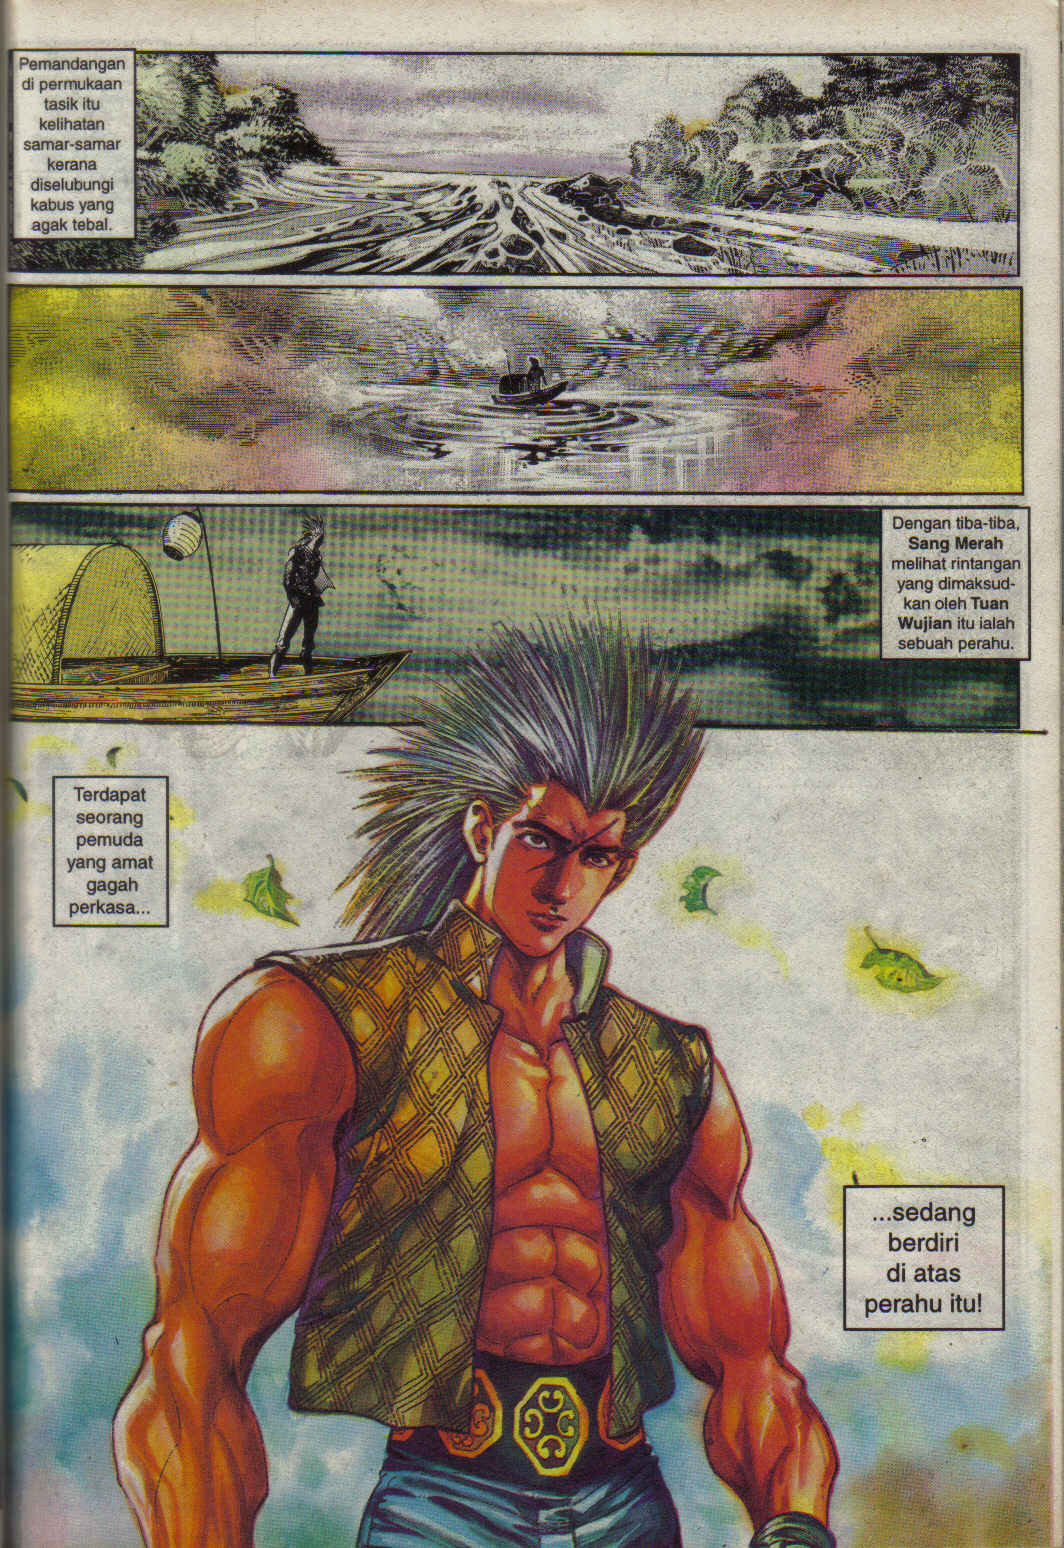 Pemandangan
di permukaan
tasik itu
kelihatan
samar-samar
kerana
diselubungi
kabus yang
agak tebal.
Dengan tiba-tiba,
Sang Merah
melihat rintangan
yang dimaksud-
kan oleh Tuan
Wujian itu ialah
sebuah perahu.
Terdapat
seorang
pemuda
yang amat
gagah
perkasa...
...sedang
berdiri
di atas
perahu itu!